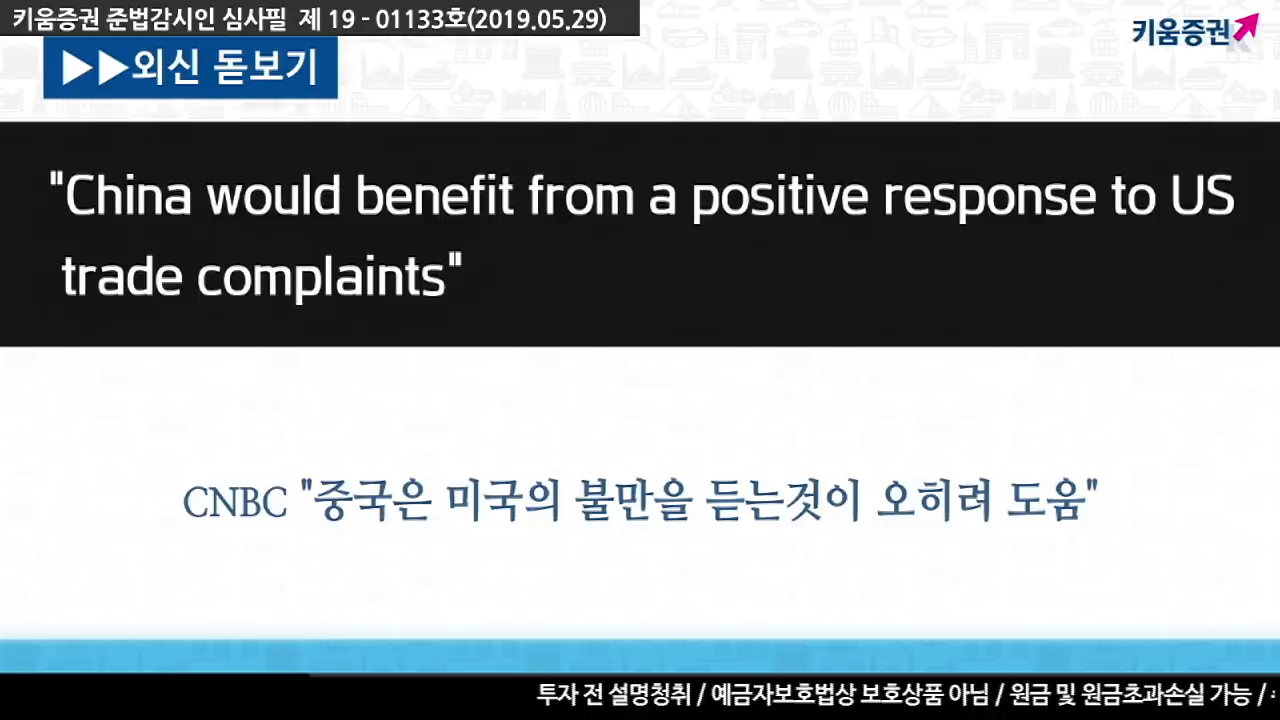 키움증권 준법감시인 심사필 제 19 - 01133호(2019.05.29)
키움증권
▶▶외신 돋보기
"China would benefit from a positive response to US
trade complaints"
CNBC "중국은 미국의 불만을 듣는것이 오히려 도움"
투자 전 설명청취 / 예금자보호법상 보호상품 아님 / 원금 및 원금초과손실 가능 /